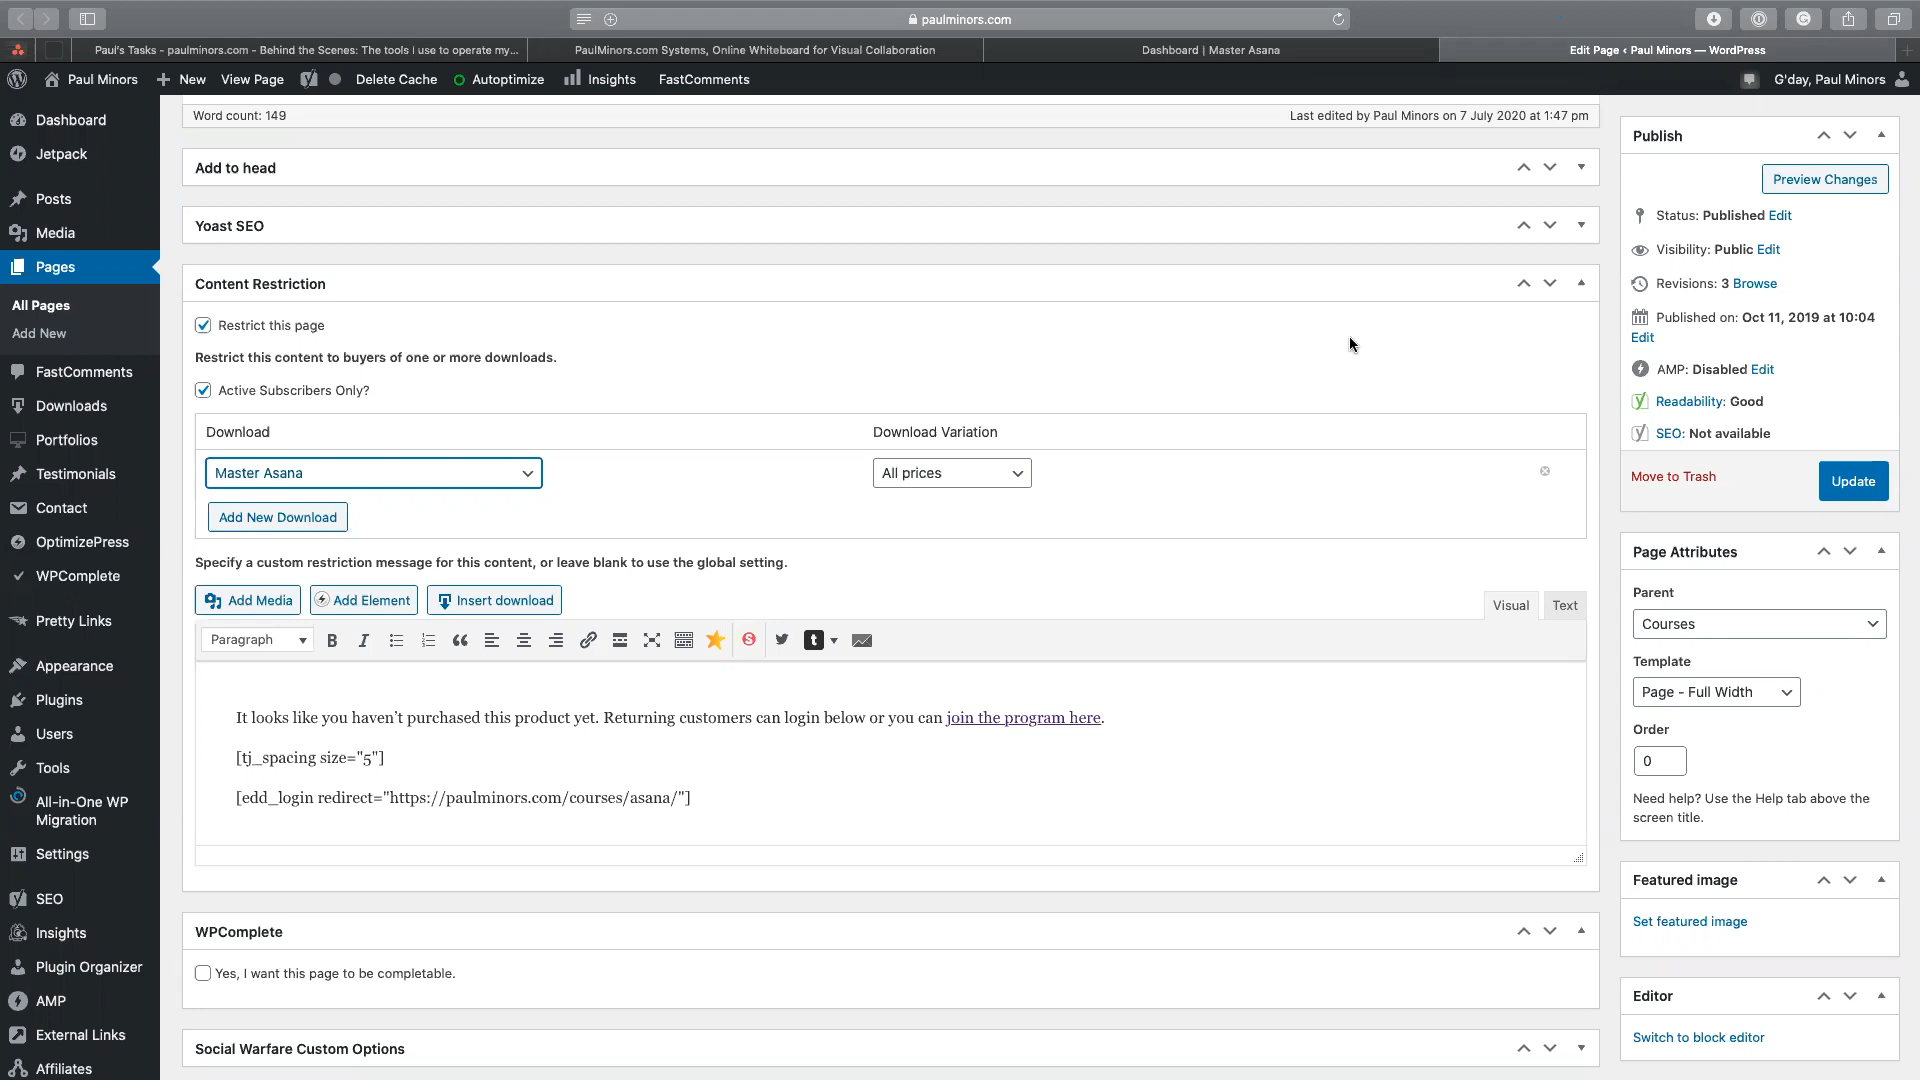 paulminors.com
Paul's Tasks - paulminors.com - Behind the Scenes: The tools I use to operate my...
PaulMinors.com Systems, Online Whiteboard for Visual Collaboration
Dashboard | Master Asana
Edit Page ‹ Paul Minors — WordPress
Paul Minors
New
View Page
Delete Cache
Autoptimize
Insights
FastComments
G'day, Paul Minors
Dashboard
Jetpack
Posts
Media
Pages
All Pages
Add New
FastComments
Downloads
Portfolios
Testimonials
Contact
OptimizePress
WPComplete
Pretty Links
Appearance
Plugins
Users
Tools
All-in-One WP
Migration
Settings
SEO
Insights
Plugin Organizer
AMP
External Links
Affiliates
Word count: 149
Last edited by Paul Minors on 7 July 2020 at 1:47 pm
Add to head
Yoast SEO
Content Restriction
Restrict this page
Restrict this content to buyers of one or more downloads.
Active Subscribers Only?
Download
Download Variation
Master Asana
All prices
Add New Download
Specify a custom restriction message for this content, or leave blank to use the global setting.
Add Media
Add Element
Insert download
Visual
Text
Paragraph
It looks like you haven't purchased this product yet. Returning customers can login below or you can join the program here.
[tj_spacing size="5"]
[edd_login redirect="https://paulminors.com/courses/asana/"]
WPComplete
Yes, I want this page to be completable.
Social Warfare Custom Options
Publish
Preview Changes
Status: Published Edit
Visibility: Public Edit
Revisions: 3 Browse
Published on: Oct 11, 2019 at 10:04
Edit
AMP: Disabled Edit
Readability: Good
SEO: Not available
Move to Trash
Update
Page Attributes
Parent
Courses
Template
Page - Full Width
Order
0
Need help? Use the Help tab above the
screen title.
Featured image
Set featured image
Editor
Switch to block editor